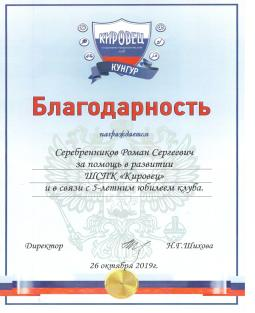 КИРОВЕЦ
КУНГУР
Благодарность
награждается
Серебренников Роман Сергеевич
за помощь в развитии
ШСПК «Кировец»
и в связи с 5-летним юбилеем клуба.
Директор Н.Г.Шихова
26 октября 2019г.